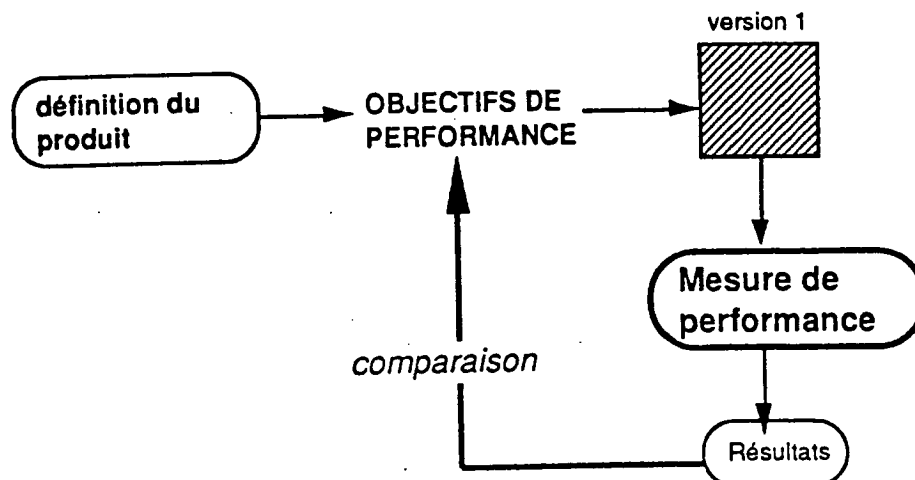 version 1
définition du
produit
OBJECTIFS DE
PERFORMANCE
Mesure de
performance
comparaison
Résultats